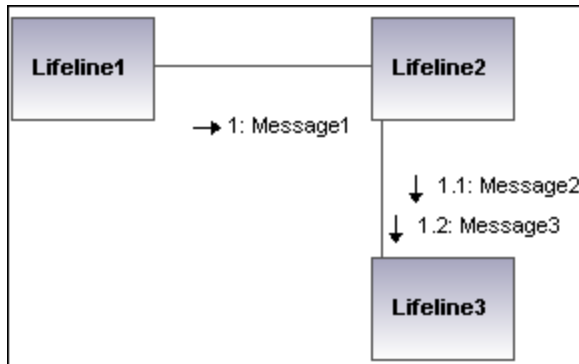 Lifeline1
Lifeline2
1: Message1
1.1: Message2
1.2: Message3
Lifeline3